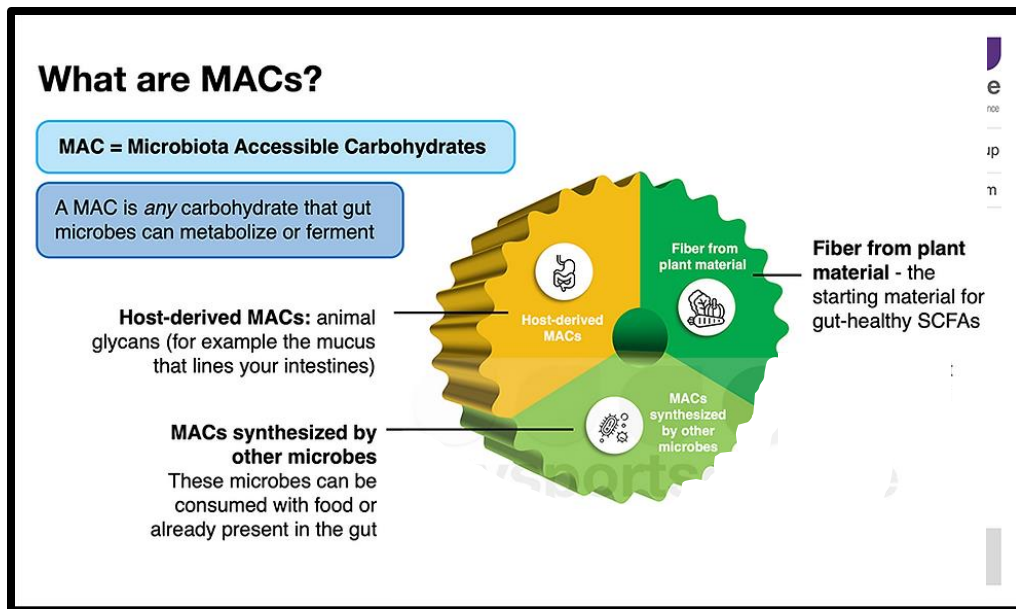 What are MACs?
MAC = Microbiota Accessible Carbohydrates
A MAC is any carbohydrate that gut
microbes can metabolize or ferment
Host-derived MACs: animal
glycans (for example the mucus
that lines your intestines)
MACs synthesized by
other microbes
These microbes can be
consumed with food or
already present in the gut
Host-derived
MACs
Fiber from
plant material
MACs
synthesized
by other
microbes
Fiber from plant
material - the
starting material for
gut-healthy SCFAs